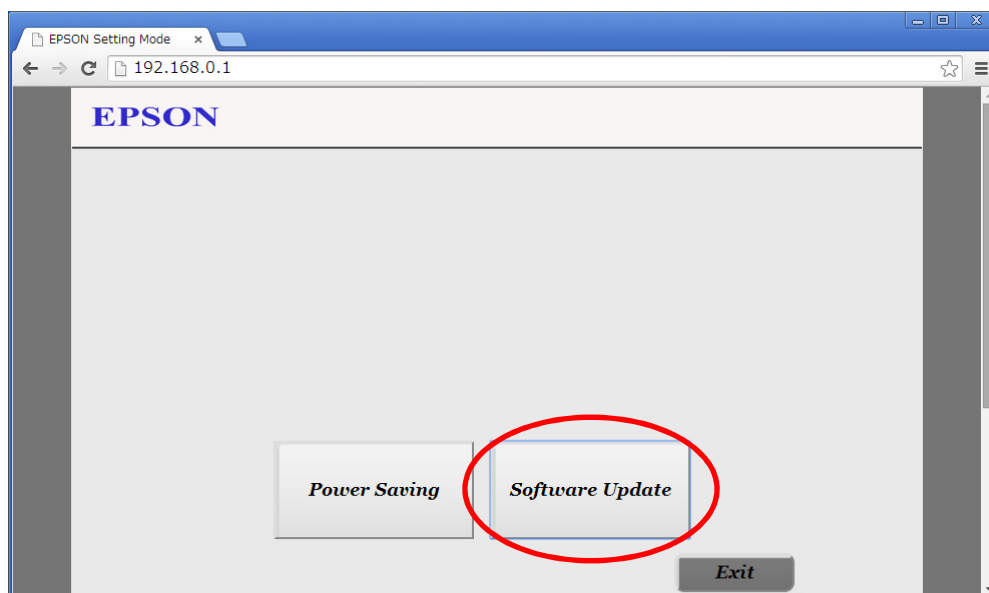 EPSON Setting Mode
192.168.0.1
EPSON
Power Saving
Software Update
Exit